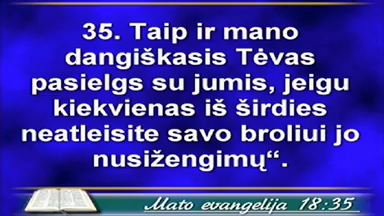 35. Taip ir mano
dangiškasis Tėvas
pasielgs su jumis, jeigu
kiekvienas iš širdies
neatleisite savo broliui jo
nusižengimų“.
Mato evangelija 18:35